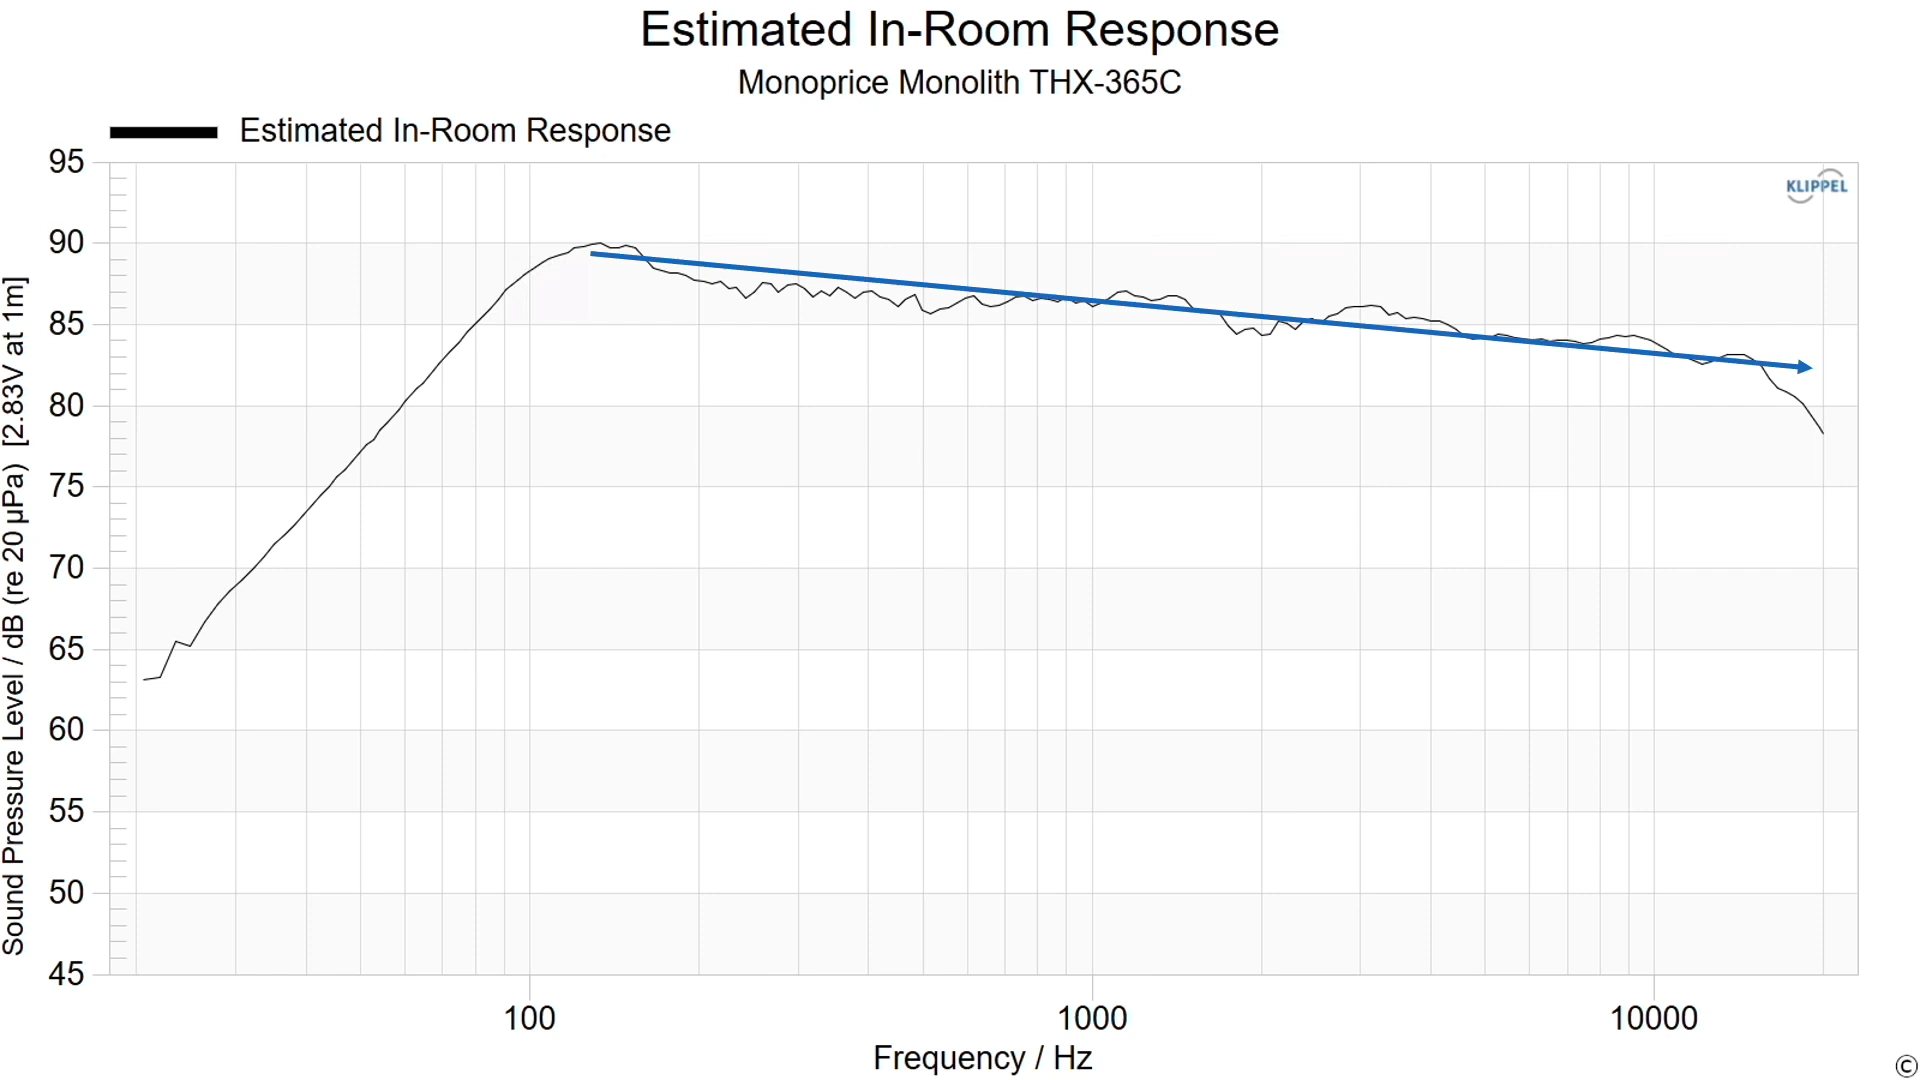 Estimated In-Room Response
Monoprice Monolith THX-365C
Estimated In-Room Response
KLIPPEL
95
90
85
80
75
70
65
60
55
50
45
Sound Pressure Level / dB (re 20 µPa) [2.83V at 1m]
100 1000 10000
Frequency / Hz
©